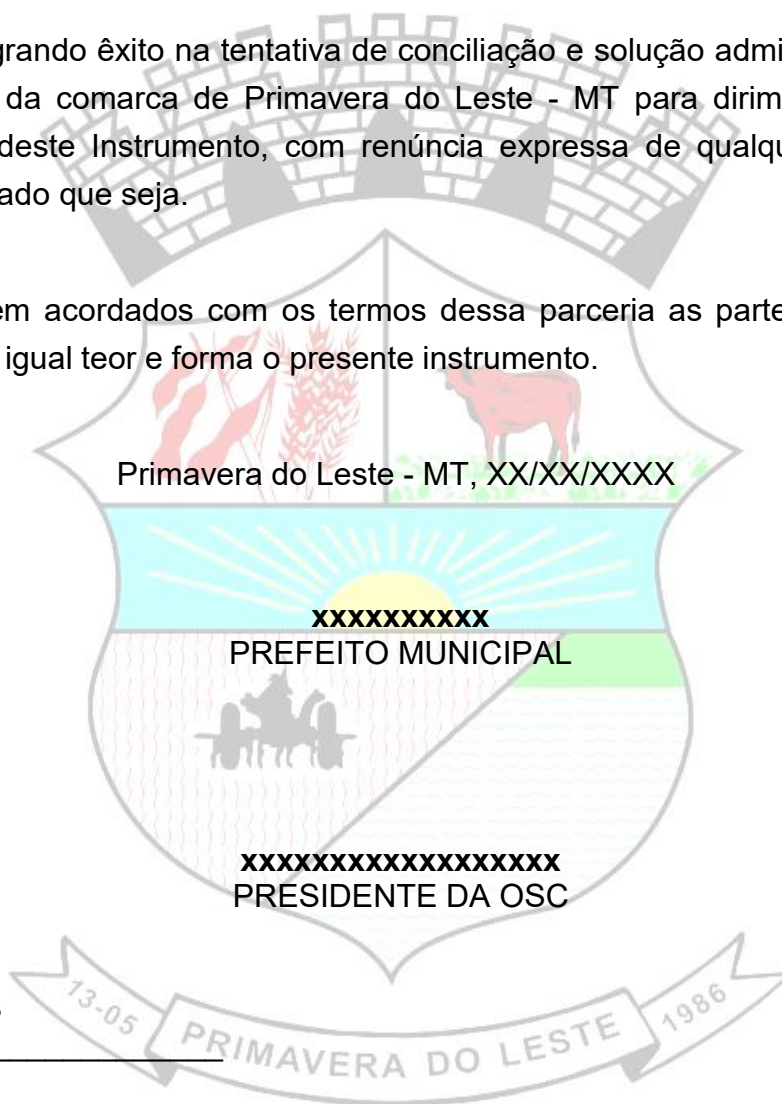 grando êxito na tentativa de conciliação e solução admi
da comarca de Primavera do Leste - MT para dirim
deste Instrumento, com renúncia expressa de qualqu
ado que seja.
em acordados com os termos dessa parceria as parte
igual teor e forma o presente instrumento.
Primavera do Leste - MT, XX/XX/XXXX
xxxxxxxxxx
PREFEITO MUNICIPAL
xxxxxxxxxxxxxxxxxx
PRESIDENTE DA OSC
13-05 PRIMAVERA DO LESTE 1986